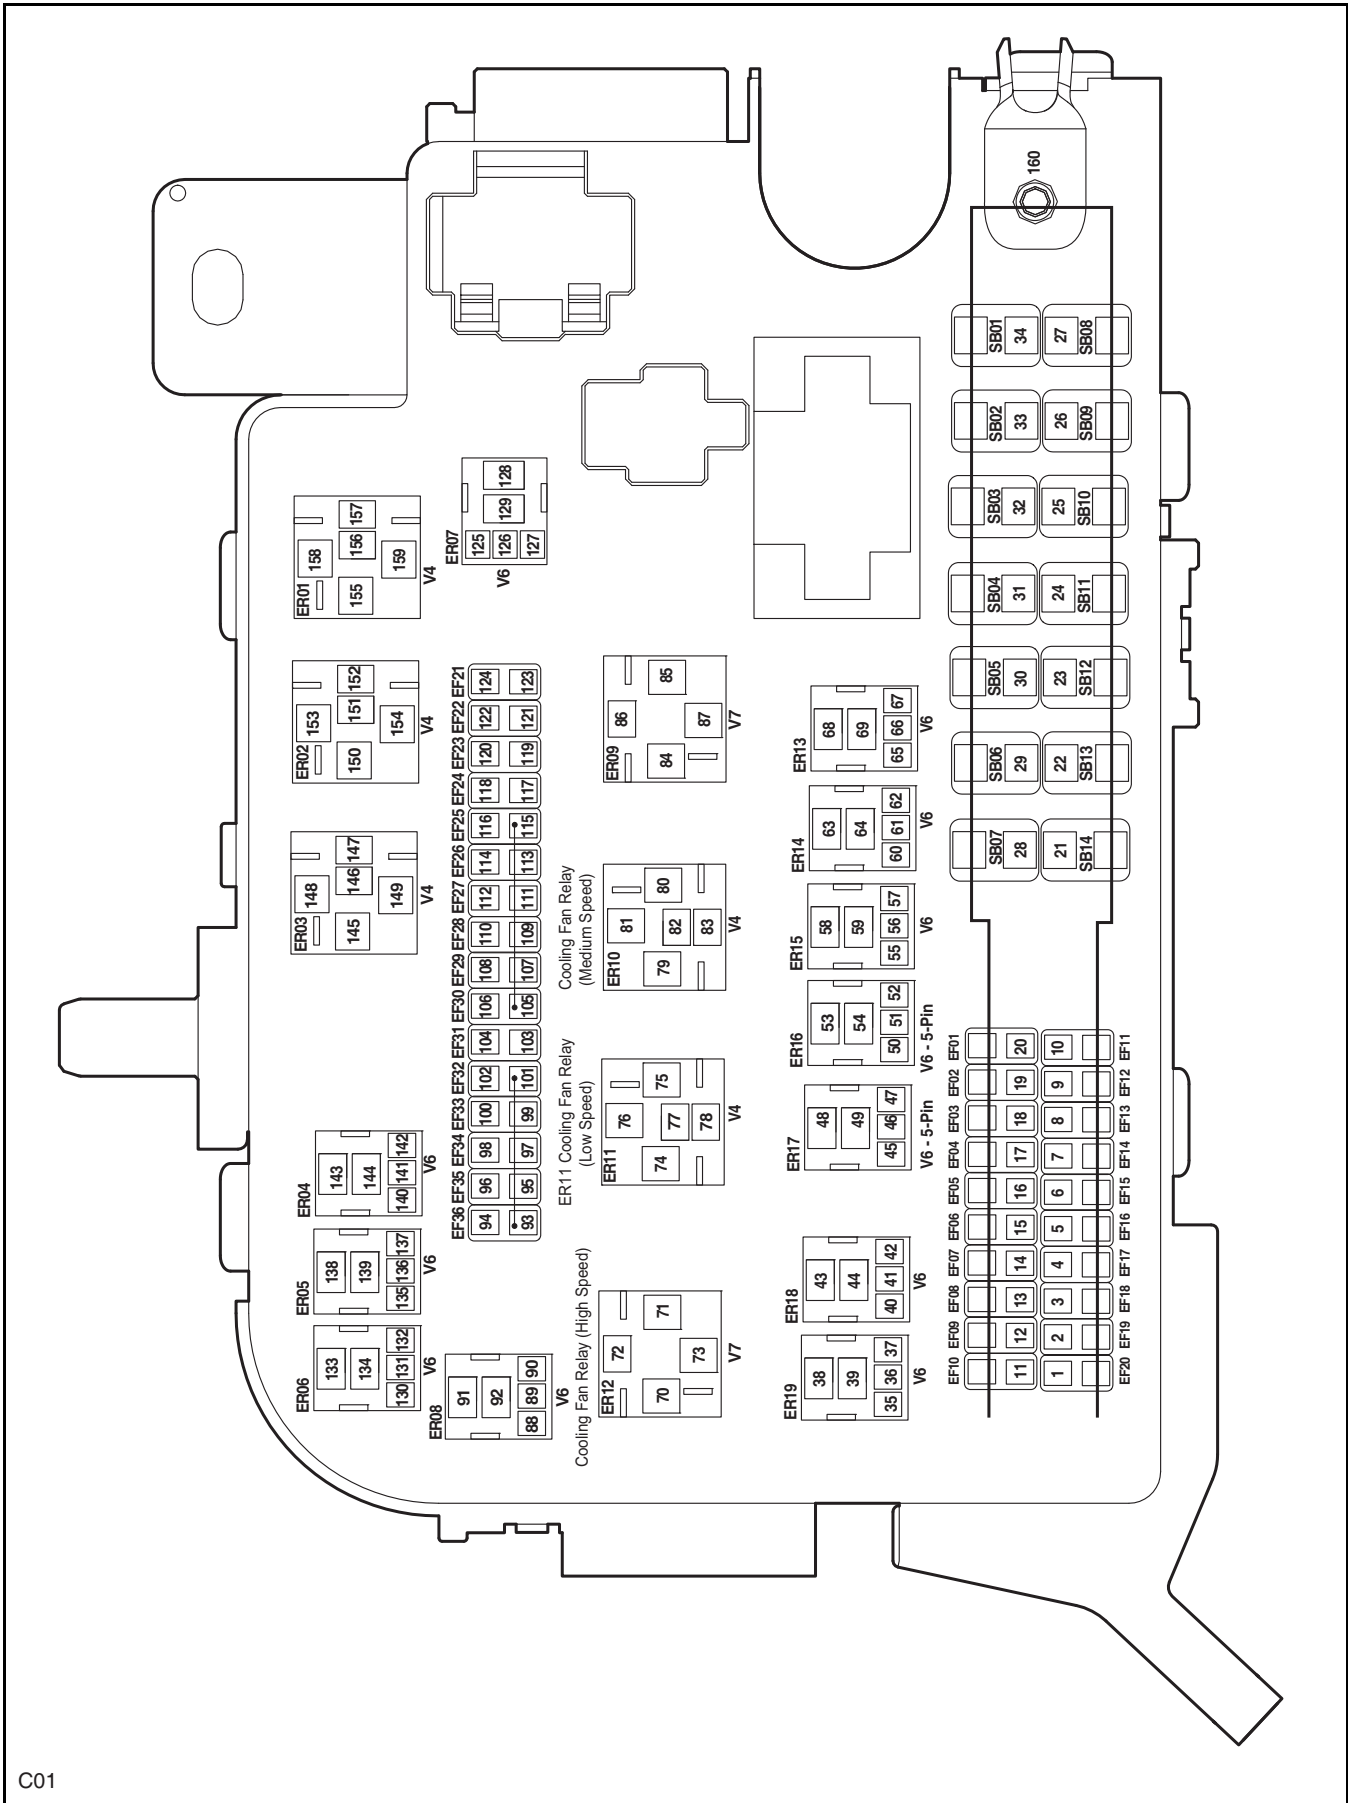 160
SB01
34
27
SB08
SB02
33
26
SB09
SB03
32
25
SB10
SB04
31
24
SB11
SB05
30
23
SB12
SB06
29
22
SB13
SB07
28
21
SB14
ER01
158
157
156
155
159
V4
ER07
128
129
125
126
127
V6
ER02
153
152
151
150
154
V4
ER03
148
147
146
145
149
V4
EF21
124
123
EF22
122
121
EF23
120
119
EF24
118
117
EF25
116
115
EF26
114
113
EF27
112
111
EF28
110
109
EF29
108
107
EF30
106
105
EF31
104
103
EF32
102
101
EF33
100
99
EF34
98
97
EF35
96
95
EF36
94
93
ER09
86
85
84
87
V7
Cooling Fan Relay
(Medium Speed)
ER10
81
80
82
83
79
V4
ER11 Cooling Fan Relay
(Low Speed)
ER11
76
75
77
78
74
V4
Cooling Fan Relay (High Speed)
ER12
72
71
70
73
V7
ER13
68
69
67
66
65
V6
ER14
63
64
62
61
60
V6
ER15
58
59
57
56
55
V6
ER16
53
54
52
51
50
V6 - 5-Pin
ER17
48
49
47
46
45
V6 - 5-Pin
ER18
43
44
42
41
40
V6
ER19
38
39
37
36
35
V6
ER04
143
144
142
141
140
V6
ER05
138
139
137
136
135
V6
ER06
133
134
132
131
130
V6
ER08
91
92
90
89
88
V6
EF01
20
10
EF11
EF02
19
9
EF12
EF03
18
8
EF13
EF04
17
7
EF14
EF05
16
6
EF15
EF06
15
5
EF16
EF07
14
4
EF17
EF08
13
3
EF18
EF09
12
2
EF19
EF10
11
1
EF20
C01